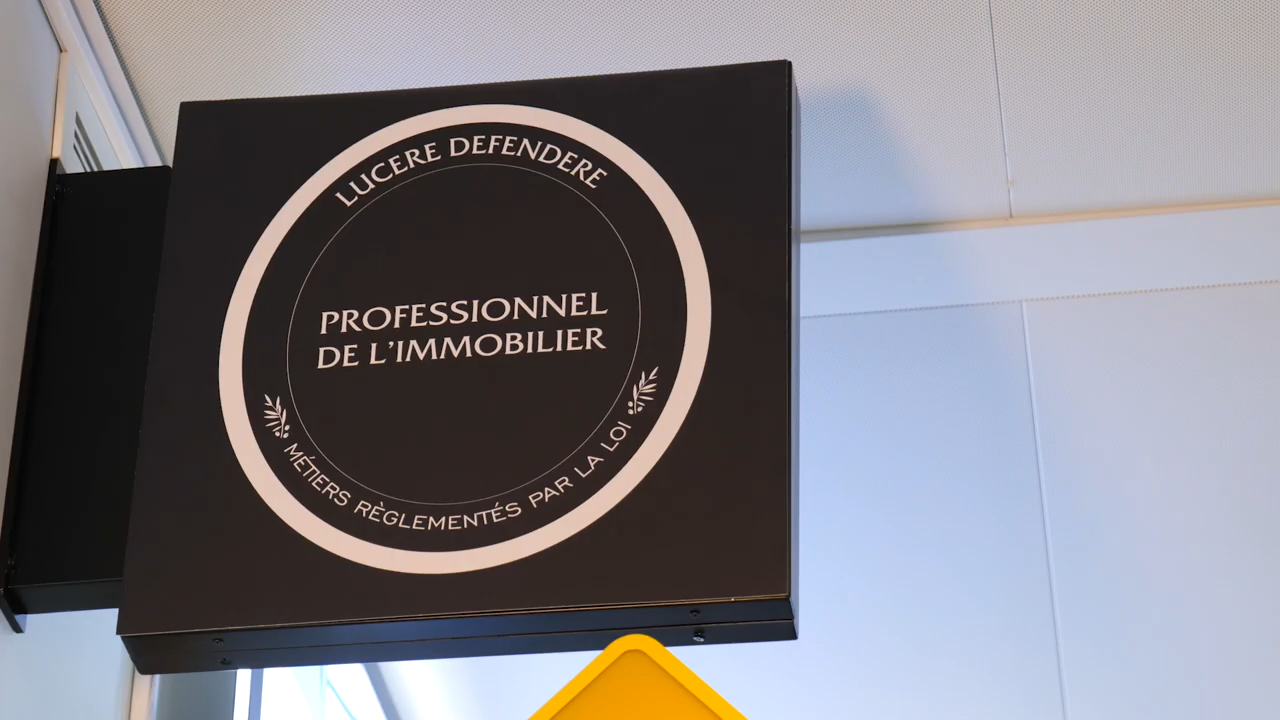 LUCERE DEFENDERE
PROFESSIONNEL
DE L'IMMOBILIER
MÉTIERS RÈGLEMENTÉS PAR LA LOI